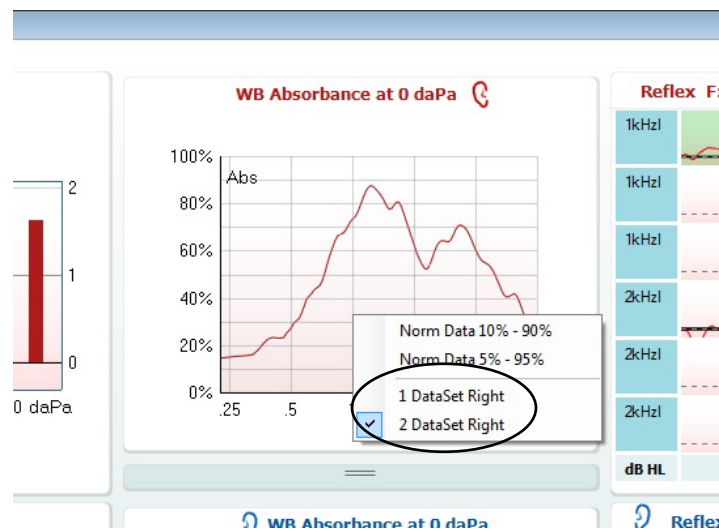 WB Absorbance at 0 daPa
Reflex
1kHzI
1kHzI
1kHzI
2kHzI
2kHzI
2kHzI
dB HL
2
1
0
0 daPa
100%
80%
60%
40%
20%
0%
Abs
.25
.5
Norm Data 10% - 90%
Norm Data 5% - 95%
1 DataSet Right
2 DataSet Right
WB Absorbance at 0 daPa
Reflex